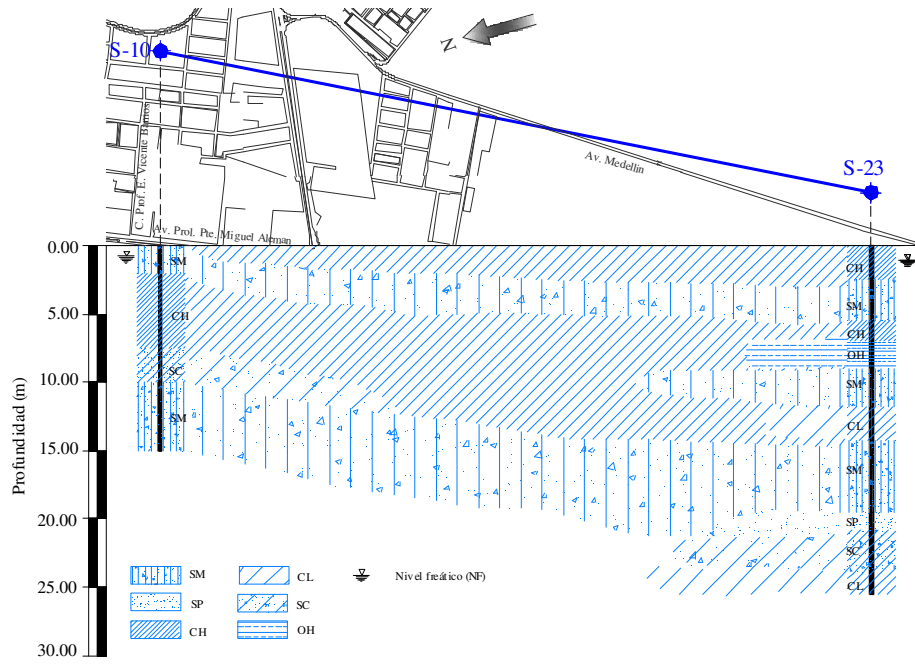 S-10
N
C. Prof. E. Vicente Barrios
Av. Medellin
S-23
Av. Prol. Pte. Miguel Aleman
Profundidad (m)
0.00
5.00
10.00
15.00
20.00
25.00
30.00
SM
CH
SC
SM
CH
SM
CH
OH
SM
CL
SM
SP
SC
CL
SM
CL
Nivel freático (NF)
SP
SC
CH
OH